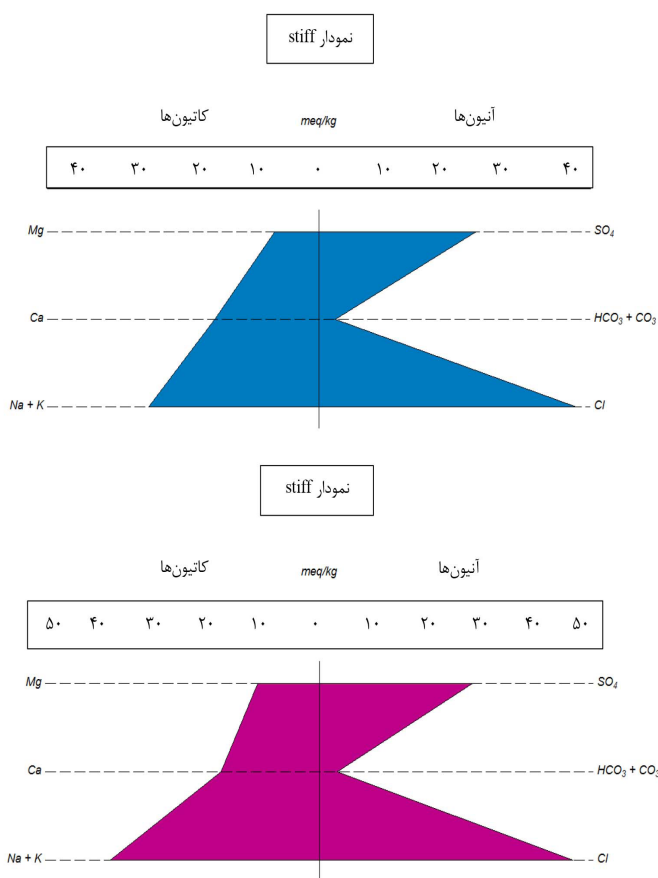 نمودار stiff
کاتیون‌ها meq/kg آنیون‌ها
۴۰ ۳۰ ۲۰ ۱۰ ۰ ۱۰ ۲۰ ۳۰ ۴۰
Mg SO₄
Ca HCO₃ + CO₃
Na + K Cl
نمودار stiff
کاتیون‌ها meq/kg آنیون‌ها
۵۰ ۴۰ ۳۰ ۲۰ ۱۰ ۰ ۱۰ ۲۰ ۳۰ ۴۰ ۵۰
Mg SO₄
Ca HCO₃ + CO₃
Na + K Cl